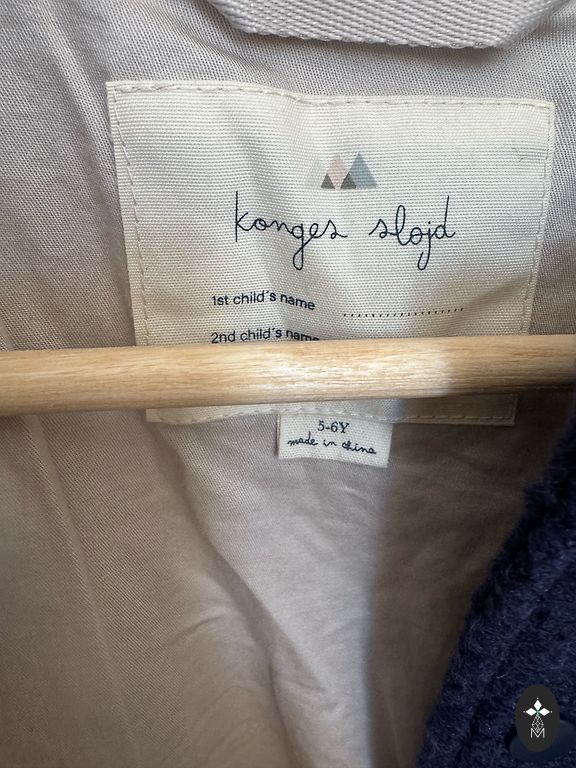 konges sløjd
1st child´s name ....................
2nd child´s name
5-6Y
made in china
M